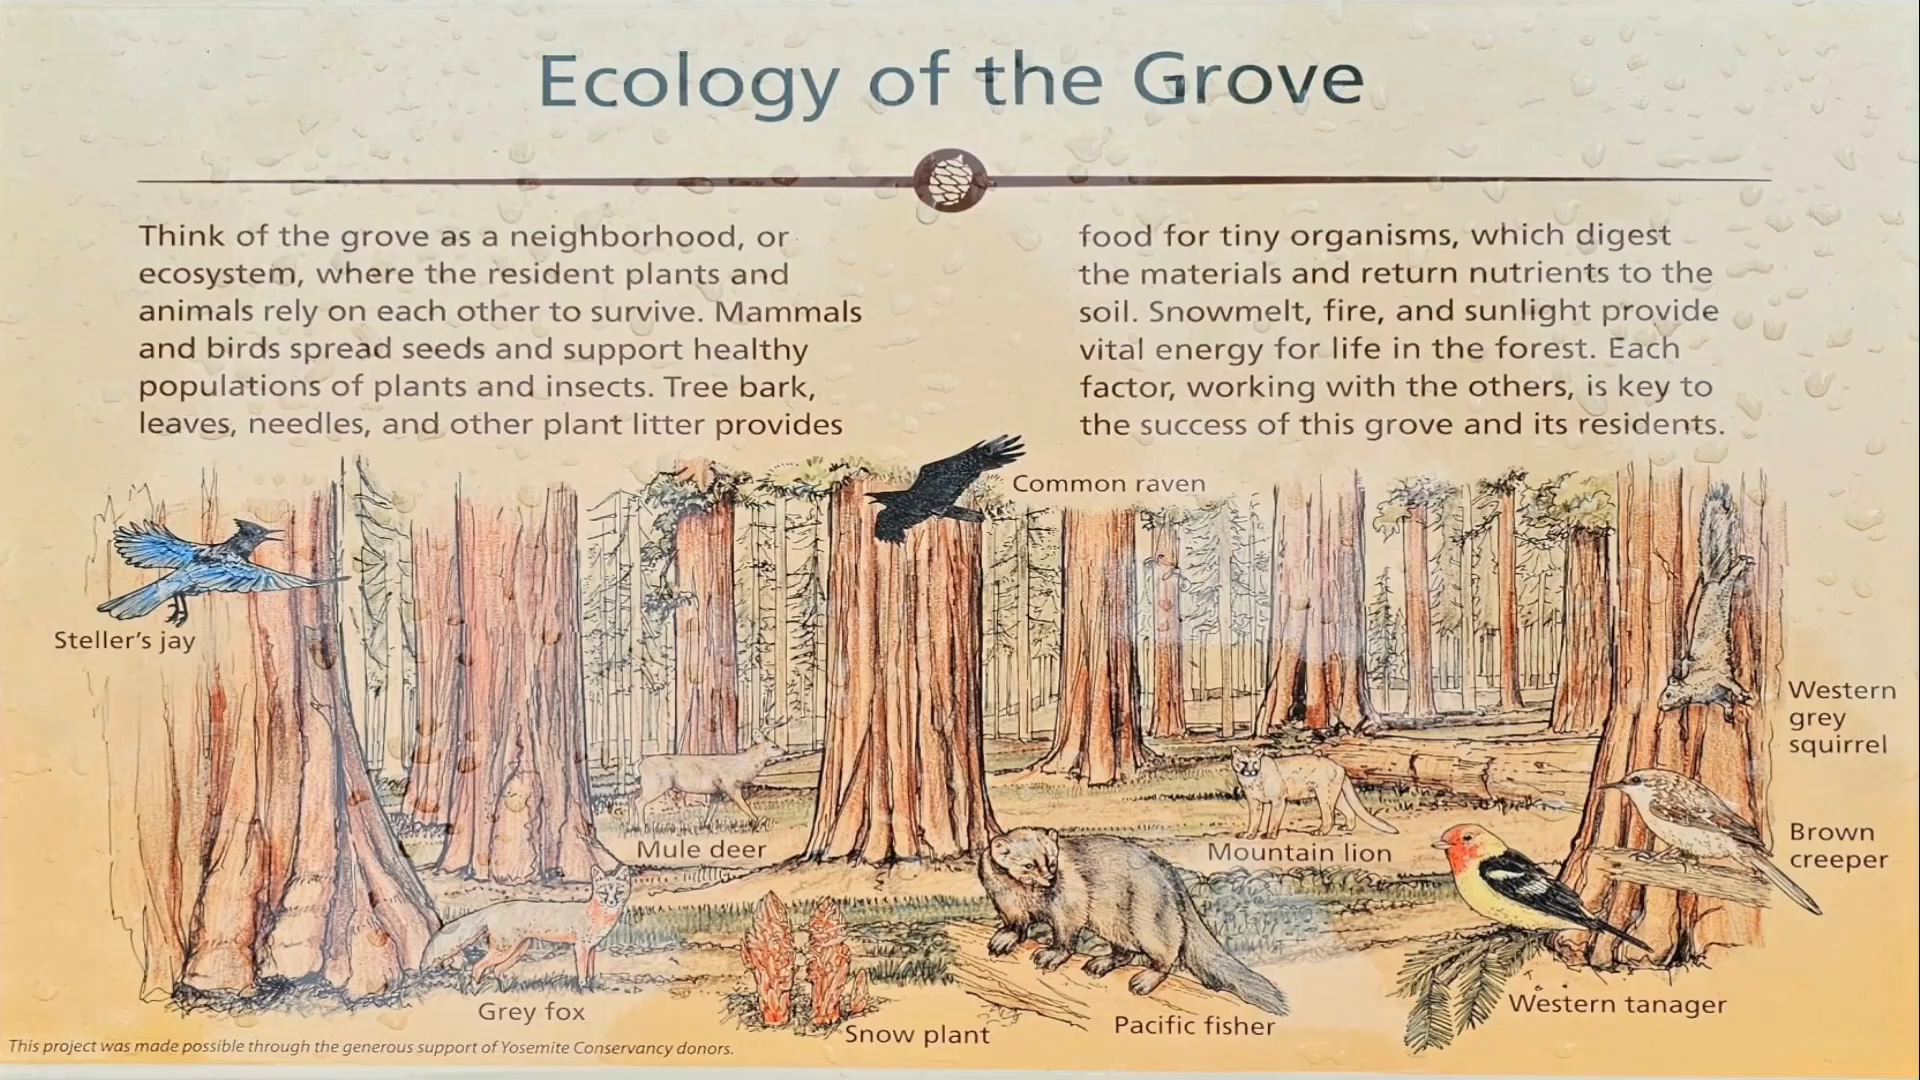 Ecology of the Grove
Think of the grove as a neighborhood, or
ecosystem, where the resident plants and
animals rely on each other to survive. Mammals
and birds spread seeds and support healthy
populations of plants and insects. Tree bark,
leaves, needles, and other plant litter provides
food for tiny organisms, which digest
the materials and return nutrients to the
soil. Snowmelt, fire, and sunlight provide
vital energy for life in the forest. Each
factor, working with the others, is key to
the success of this grove and its residents.
Common raven
Steller's jay
Western
grey
squirrel
Mule deer
Mountain lion
Brown
creeper
Grey fox
Snow plant
Pacific fisher
Western tanager
This project was made possible through the generous support of Yosemite Conservancy donors.